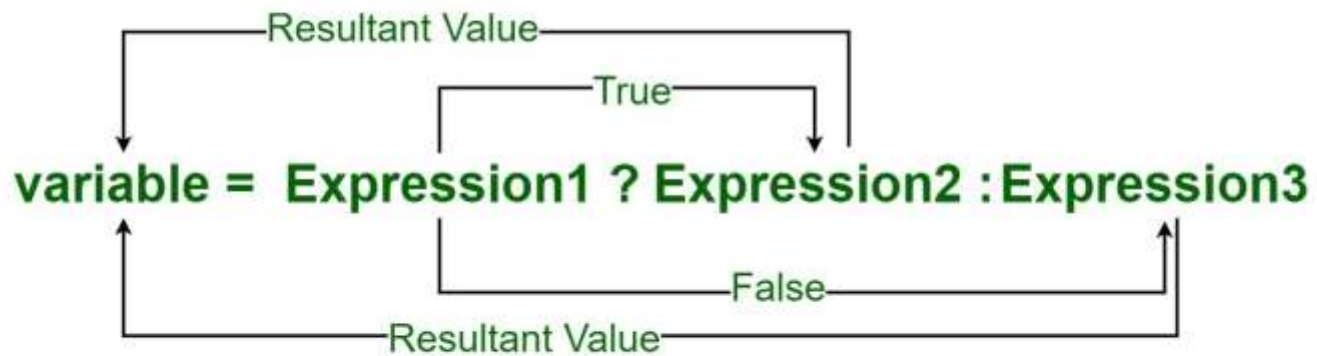 Resultant Value
True
variable = Expression1 ? Expression2 : Expression3
False
Resultant Value